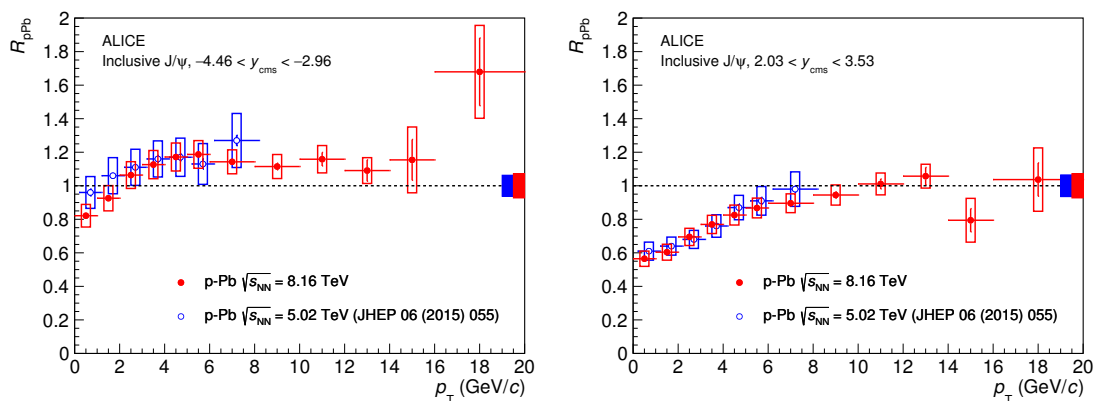 R_pPb
2
1.8
1.6
1.4
1.2
1
0.8
0.6
0.4
0.2
0
ALICE
Inclusive J/ψ, −4.46 < y_cms < −2.96
p-Pb √s_NN = 8.16 TeV
p-Pb √s_NN = 5.02 TeV (JHEP 06 (2015) 055)
0 2 4 6 8 10 12 14 16 18 20
p_T (GeV/c)
R_pPb
2
1.8
1.6
1.4
1.2
1
0.8
0.6
0.4
0.2
0
ALICE
Inclusive J/ψ, 2.03 < y_cms < 3.53
p-Pb √s_NN = 8.16 TeV
p-Pb √s_NN = 5.02 TeV (JHEP 06 (2015) 055)
0 2 4 6 8 10 12 14 16 18 20
p_T (GeV/c)